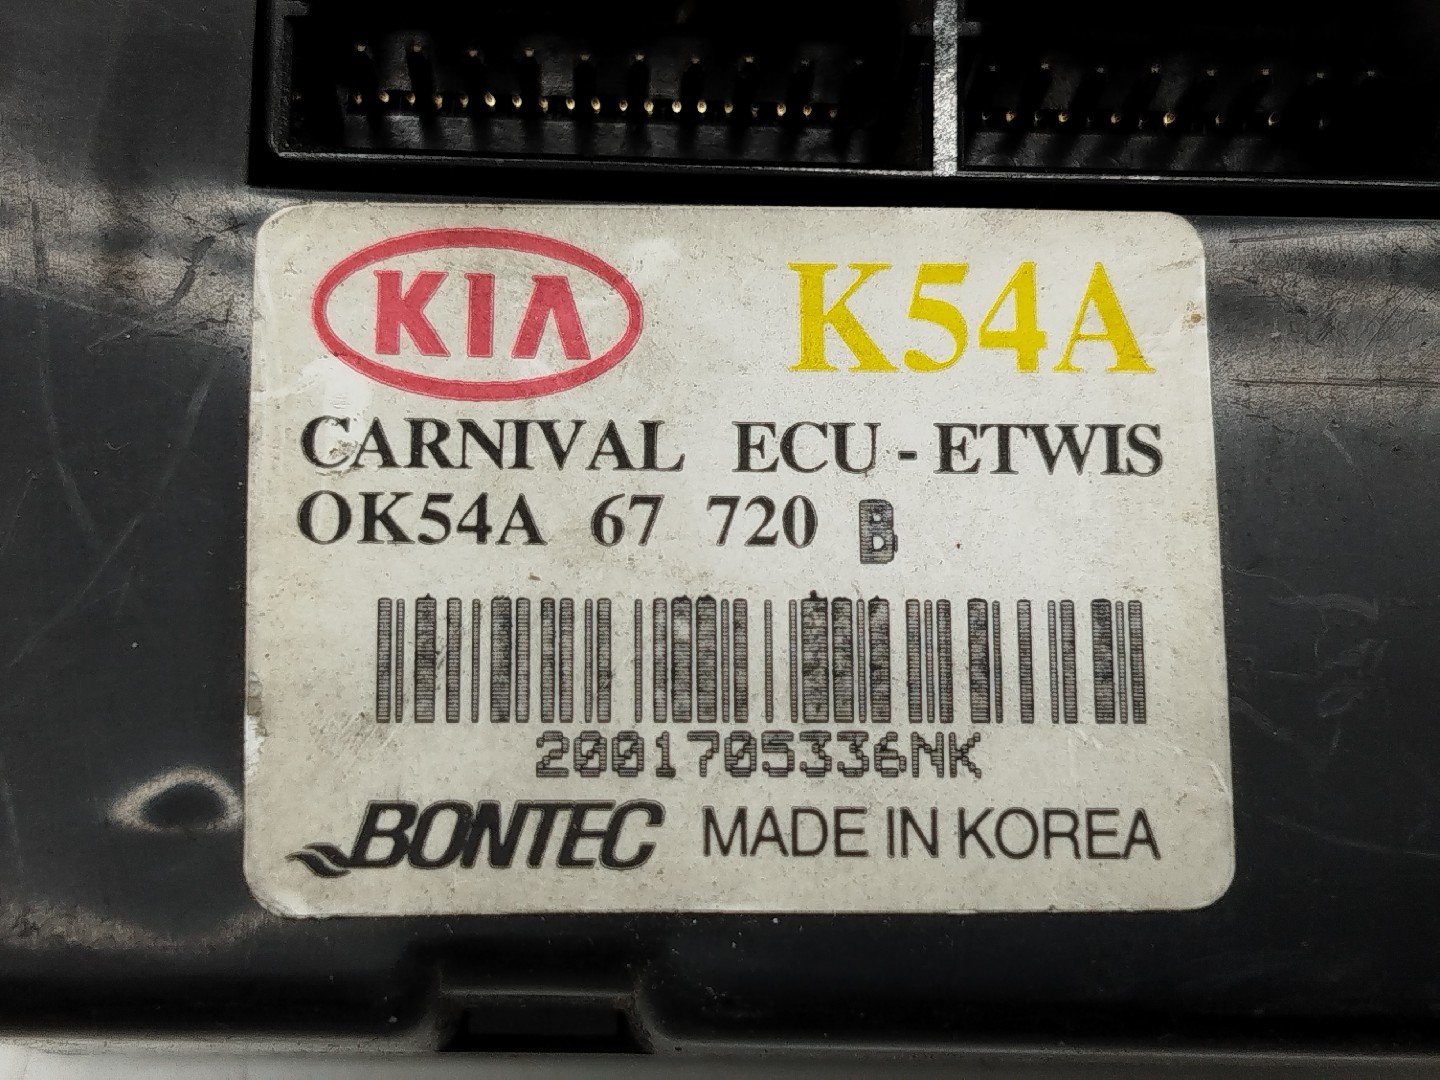 KIA K54A
CARNIVAL ECU - ETWIS
OK54A 67 720 B
2001705336NK
BONTEC MADE IN KOREA